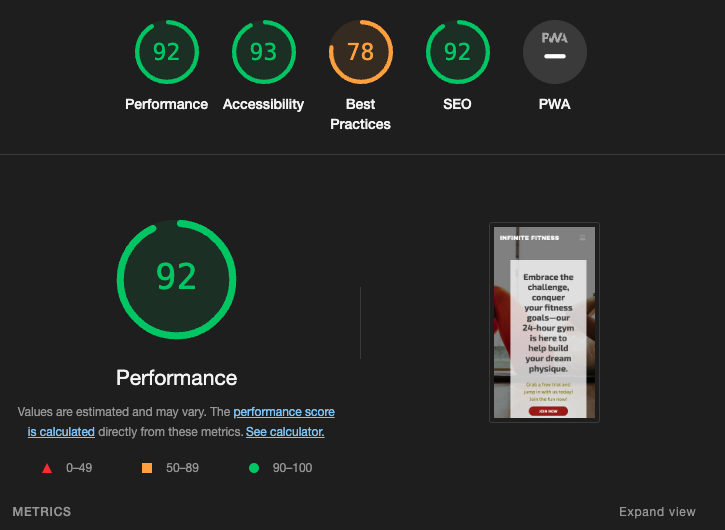 92
93
78
92
PWA
Performance
Accessibility
Best
Practices
SEO
PWA
92
Performance
Values are estimated and may vary. The performance score
is calculated directly from these metrics. See calculator.
0–49
50–89
90–100
INFINITE FITNESS
Embrace the
challenge,
conquer
your fitness
goals—our
24-hour gym
is here to
help build
your dream
physique.
Grab a free trial and
jump in with us today!
Join the fun now!
JOIN NOW
METRICS
Expand view